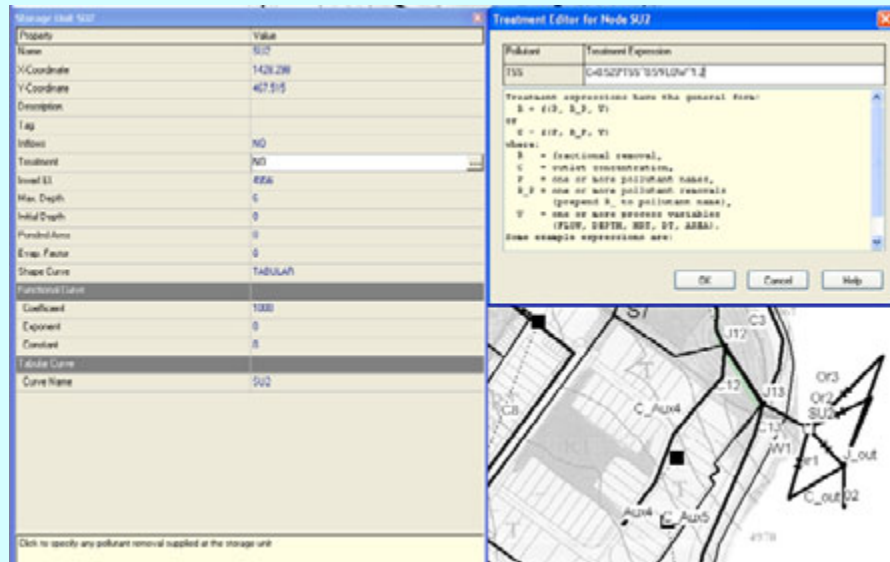 Storage Unit SU2
Property Value
Name SU2
X-Coordinate 1428.298
Y-Coordinate 467.515
Description
Tag
Inflows NO
Treatment NO
Invert El. 4956
Max. Depth 6
Initial Depth 0
Ponded Area 0
Evap. Factor 0
Shape Curve TABULAR
Functional Curve
Coefficient 1000
Exponent 0
Constant 0
Tabular Curve
Curve Name SU2
Click to specify any pollutant removal supplied at the storage unit
Treatment Editor for Node SU2
Pollutant Treatment Expression
TSS
Treatment expressions have the general form:
R = f(P, R_P, V)
or
C = f(P, R_P, V)
where:
R = fractional removal,
C = outlet concentration,
P = one or more pollutant names,
R_P = one or more pollutant removals
(prepend R_ to pollutant name),
V = one or more process variables
(FLOW, DEPTH, HRT, DT, AREA).
Some example expressions are:
OK Cancel Help
S7
C3
J12
C12
J13
C8
C_Aux4
Or3
Or2
SU2
W1
Or1
J_out
C_out
O2
Aux4
C_Aux5
4970